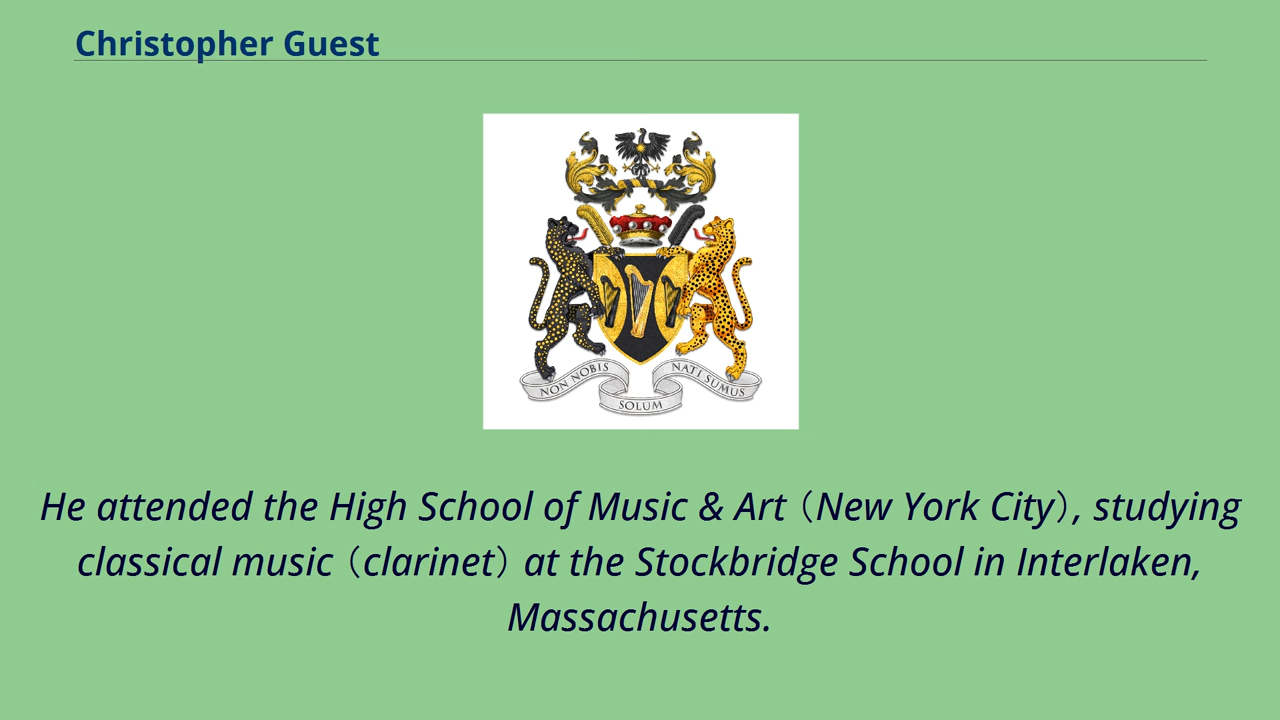 Christopher Guest
NON NOBIS
SOLUM
NATI SUMUS
He attended the High School of Music & Art (New York City), studying
classical music (clarinet) at the Stockbridge School in Interlaken,
Massachusetts.